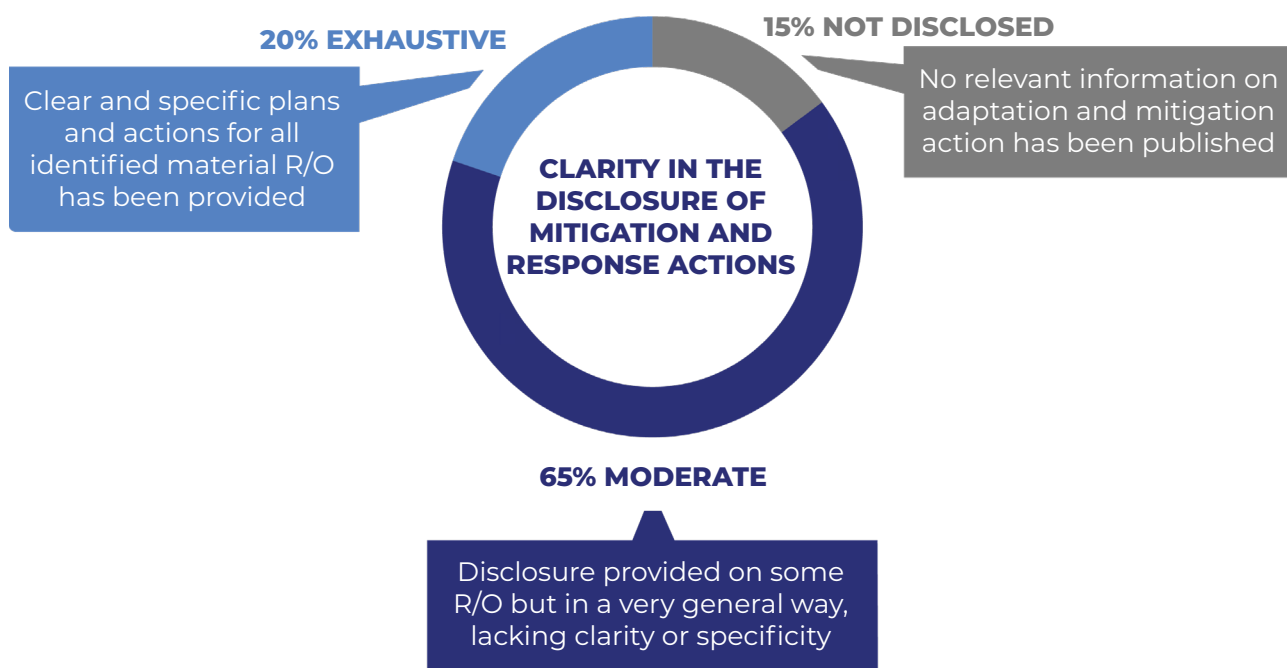 20% EXHAUSTIVE
Clear and specific plans
and actions for all
identified material R/O
has been provided
15% NOT DISCLOSED
No relevant information on
adaptation and mitigation
action has been published
CLARITY IN THE
DISCLOSURE OF
MITIGATION AND
RESPONSE ACTIONS
65% MODERATE
Disclosure provided on some
R/O but in a very general way,
lacking clarity or specificity